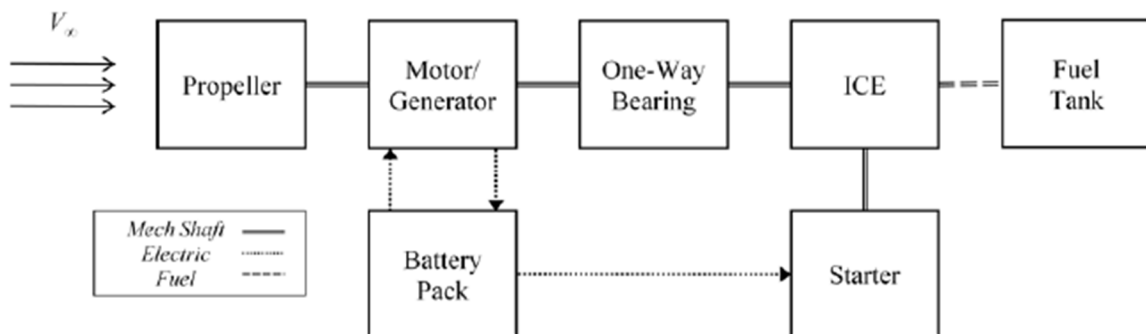 V∞
Propeller
Motor/
Generator
One-Way
Bearing
ICE
Fuel
Tank
Mech Shaft
Electric
Fuel
Battery
Pack
Starter